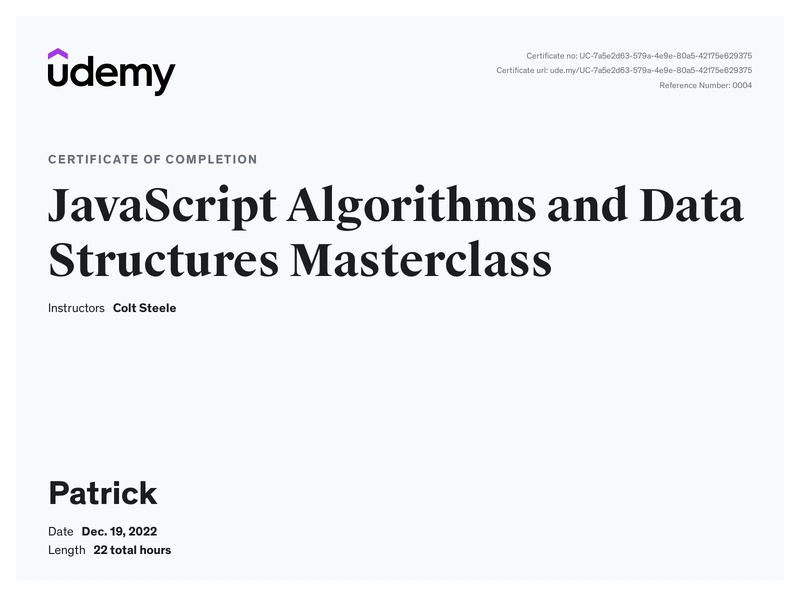 udemy
Certificate no: UC-7a5e2d63-579a-4e9e-80a5-42175e629375
Certificate url: ude.my/UC-7a5e2d63-579a-4e9e-80a5-42175e629375
Reference Number: 0004
CERTIFICATE OF COMPLETION
JavaScript Algorithms and Data
Structures Masterclass
Instructors Colt Steele
Patrick
Date Dec. 19, 2022
Length 22 total hours